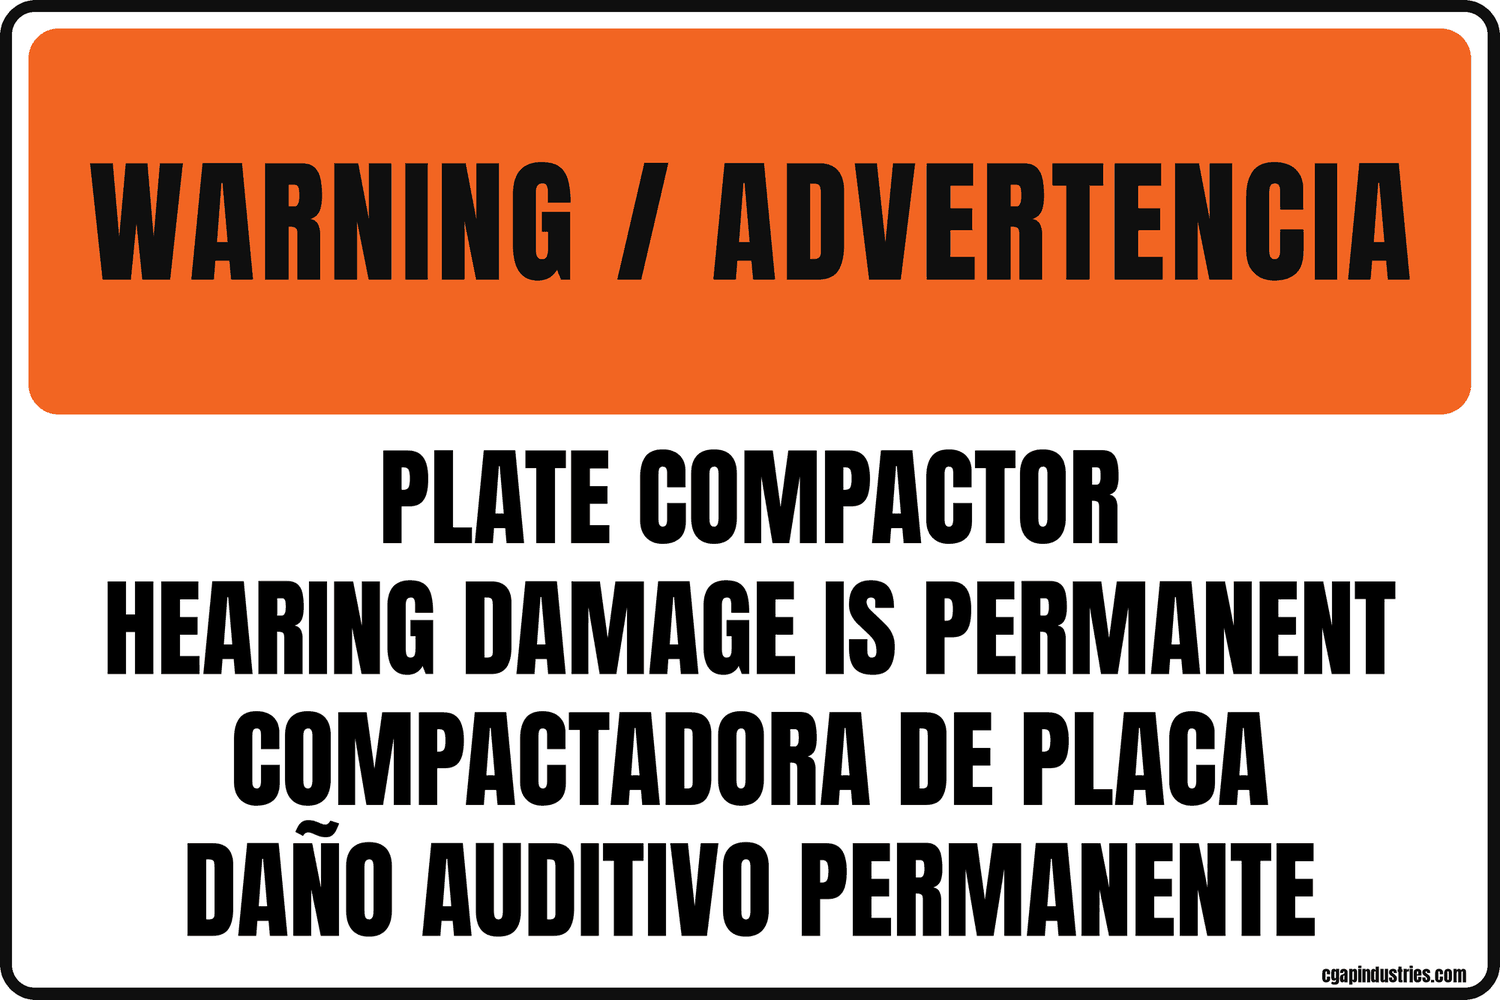 WARNING / ADVERTENCIA
PLATE COMPACTOR
HEARING DAMAGE IS PERMANENT
COMPACTADORA DE PLACA
DAÑO AUDITIVO PERMANENTE
cgapindustries.com